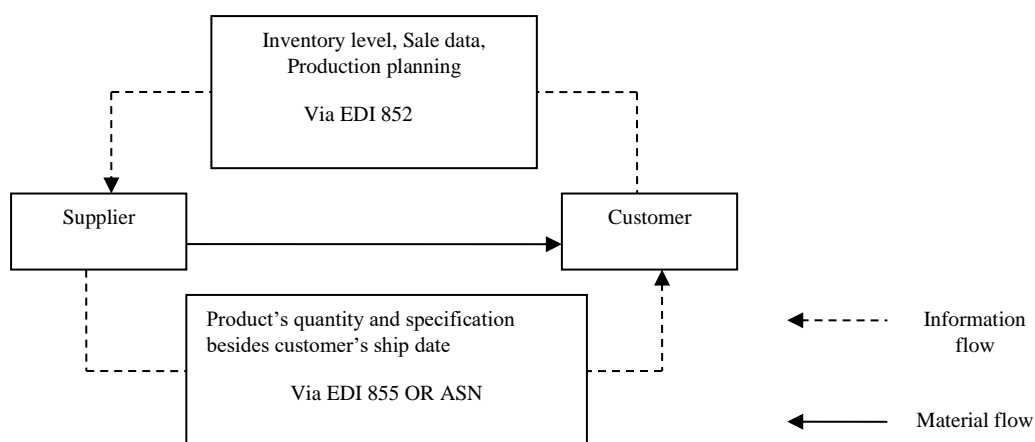 Inventory level, Sale data,
Production planning
Via EDI 852
Supplier
Customer
Product’s quantity and specification
besides customer’s ship date
Via EDI 855 OR ASN
Information
flow
Material flow